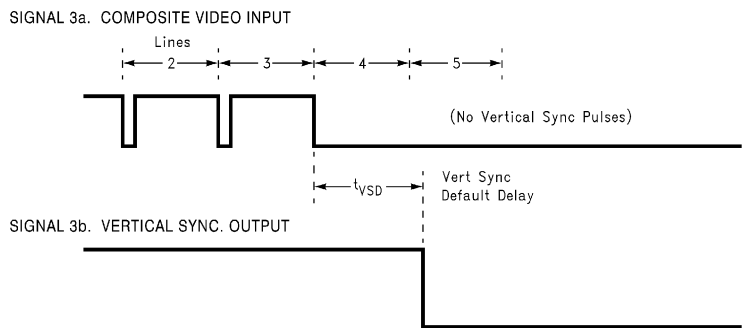 SIGNAL 3a. COMPOSITE VIDEO INPUT
Lines
2 3 4 5
(No Vertical Sync Pulses)
tVSD
Vert Sync
Default Delay
SIGNAL 3b. VERTICAL SYNC. OUTPUT